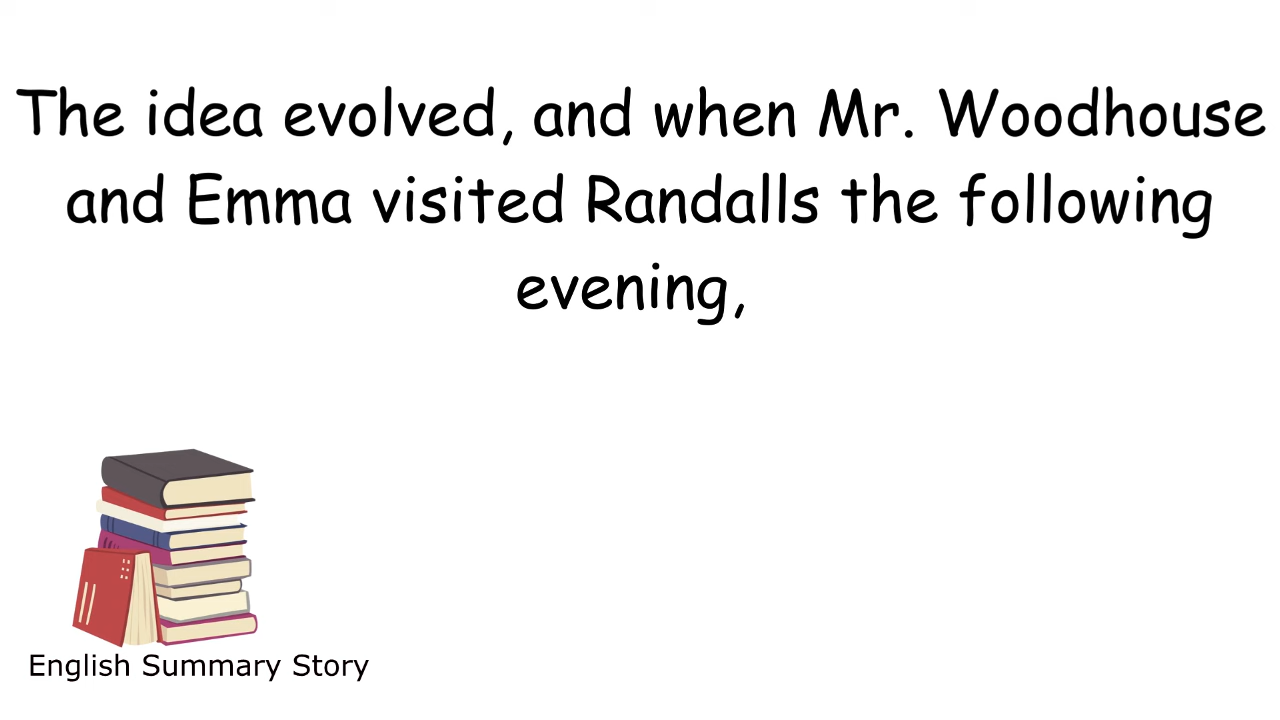 The idea evolved, and when Mr. Woodhouse
and Emma visited Randalls the following
evening,
English Summary Story